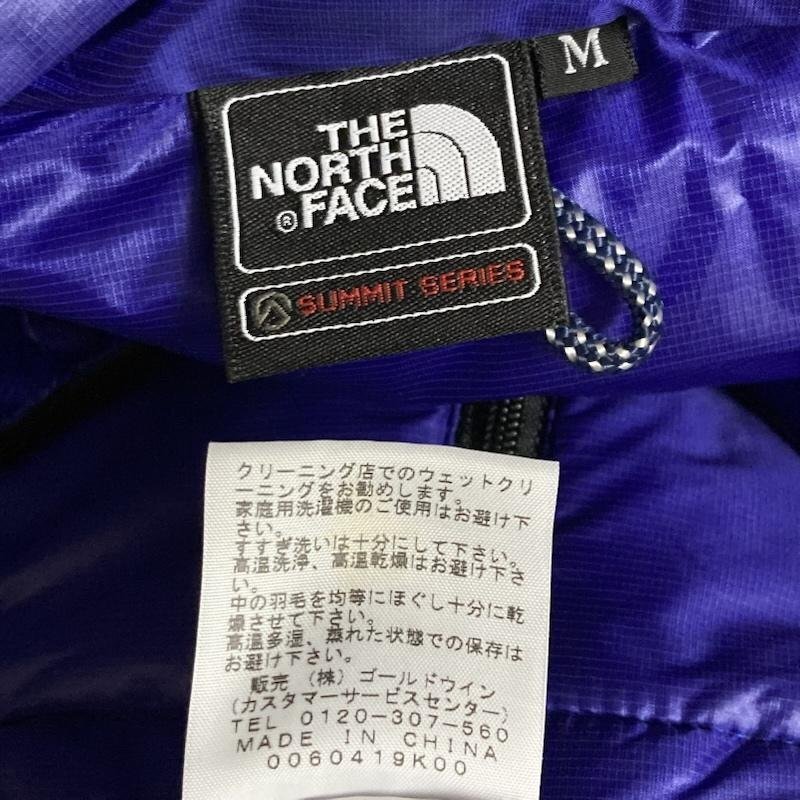 M
THE
NORTH
® FACE
SUMMIT SERIES
クリーニング店でのウェットクリ
ーニングをお勧めします。
家庭用洗濯機のご使用はお避け下
さい。
すすぎ洗いは十分にして下さい。
高温洗浄、高温乾燥はお避け下さ
い。
中の羽毛を均等にほぐし十分に乾
燥させて下さい。
高温多湿、蒸れた状態での保存は
お避け下さい。
販売 (株) ゴールドウイン
(カスタマーサービスセンター)
TEL 0120-307-560
MADE IN CHINA
0060419K00